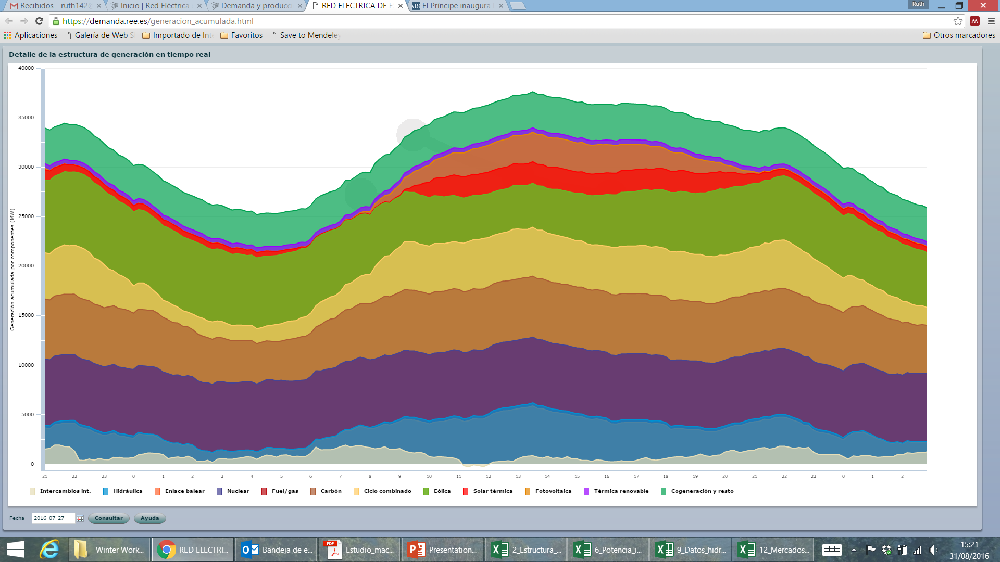 Recibidos - ruth142
Inicio | Red Eléctrica
Demanda y producc
RED ELECTRICA DE E
ABC El Príncipe inaugura
Ruth
https://demanda.ree.es/generacion_acumulada.html
Aplicaciones
Galería de Web S
Importado de Int
Favoritos
Save to Mendeley
Otros marcadores
Detalle de la estructura de generación en tiempo real
Generación acumulada por componentes (MW)
40000
35000
30000
25000
20000
15000
10000
5000
0
21 22 23 0 1 2 3 4 5 6 7 8 9 10 11 12 13 14 15 16 17 18 19 20 21 22 23 0 1 2
Intercambios int. Hidráulica Enlace balear Nuclear Fuel/gas Carbón Ciclo combinado Eólica Solar térmica Fotovoltaica Térmica renovable Cogeneración y resto
Fecha 2016-07-27 Consultar Ayuda
Winter Work...
RED ELECTRI...
Bandeja de e...
PDF Estudio_mac...
Presentation...
2_Estructura_...
6_Potencia_i...
9_Datos_hidr...
12_Mercados...
15:21
31/08/2016